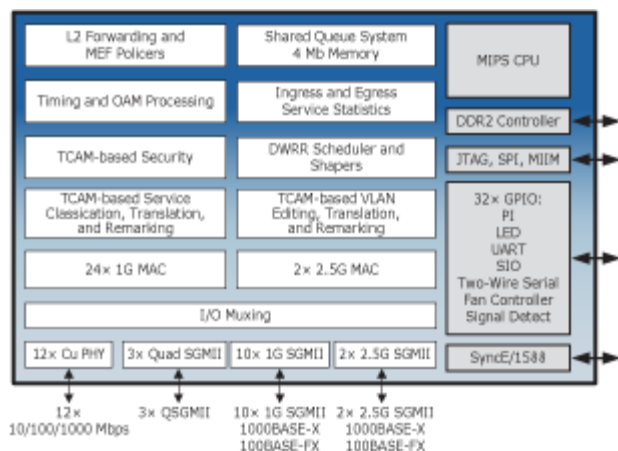 L2 Forwarding and
MEF Policers
Shared Queue System
4 Mb Memory
MIPS CPU
Timing and OAM Processing
Ingress and Egress
Service Statistics
DDR2 Controller
TCAM-based Security
DWRR Scheduler and
Shapers
JTAG, SPI, MIIM
TCAM-based Service
Classication, Translation,
and Remarking
TCAM-based VLAN
Editing, Translation,
and Remarking
32× GPIO:
PI
LED
UART
SIO
Two-Wire Serial
Fan Controller
Signal Detect
24× 1G MAC
2× 2.5G MAC
I/O Muxing
12× Cu PHY
3× Quad SGMII
10× 1G SGMII
2× 2.5G SGMII
SyncE/1588
12×
10/100/1000 Mbps
3× QSGMII
10× 1G SGMII
1000BASE-X
100BASE-FX
2× 2.5G SGMII
1000BASE-X
100BASE-FX